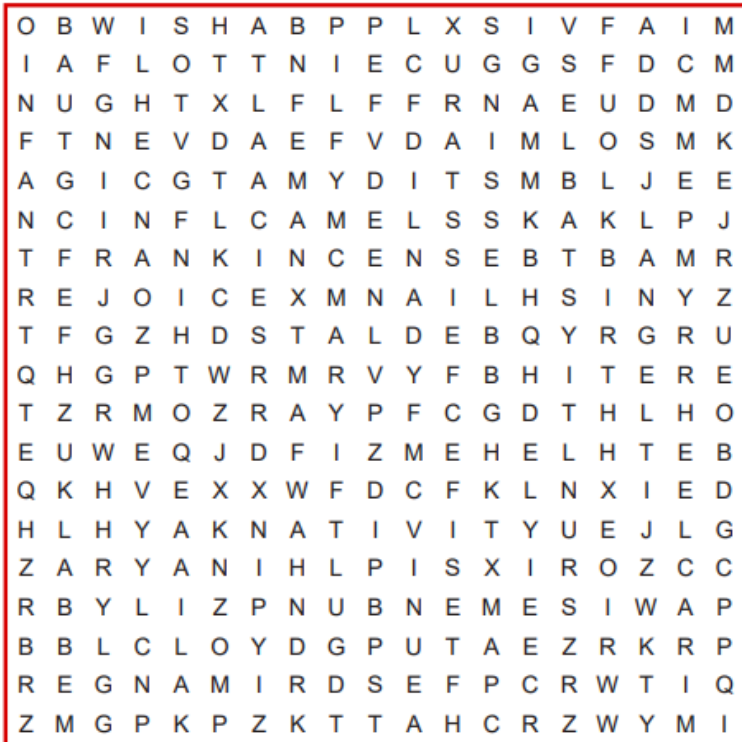 O B W I S H A B P P L X S I V F A I M
I A F L O T T N I E C U G G S F D C M
N U G H T X L F L F F R N A E U D M D
F T N E V D A E F V D A I M L O S M K
A G I C G T A M Y D I T S M B L J E E
N C I N F L C A M E L S S K A K L P J
T F R A N K I N C E N S E B T B A M R
R E J O I C E X M N A I L H S I N Y Z
T F G Z H D S T A L D E B Q Y R G R U
Q H G P T W R M R V Y F B H I T E R E
T Z R M O Z R A Y P F C G D T H L H O
E U W E Q J D F I Z M E H E L H T E B
Q K H V E X X W F D C F K L N X I E D
H L H Y A K N A T I V I T Y U E J L G
Z A R Y A N I H L P I S X I R O Z C C
R B Y L I Z P N U B N E M E S I W A P
B B L C L O Y D G P U T A E Z R K R P
R E G N A M I R D S E F P C R W T I Q
Z M G P K P Z K T T A H C R Z W Y M I